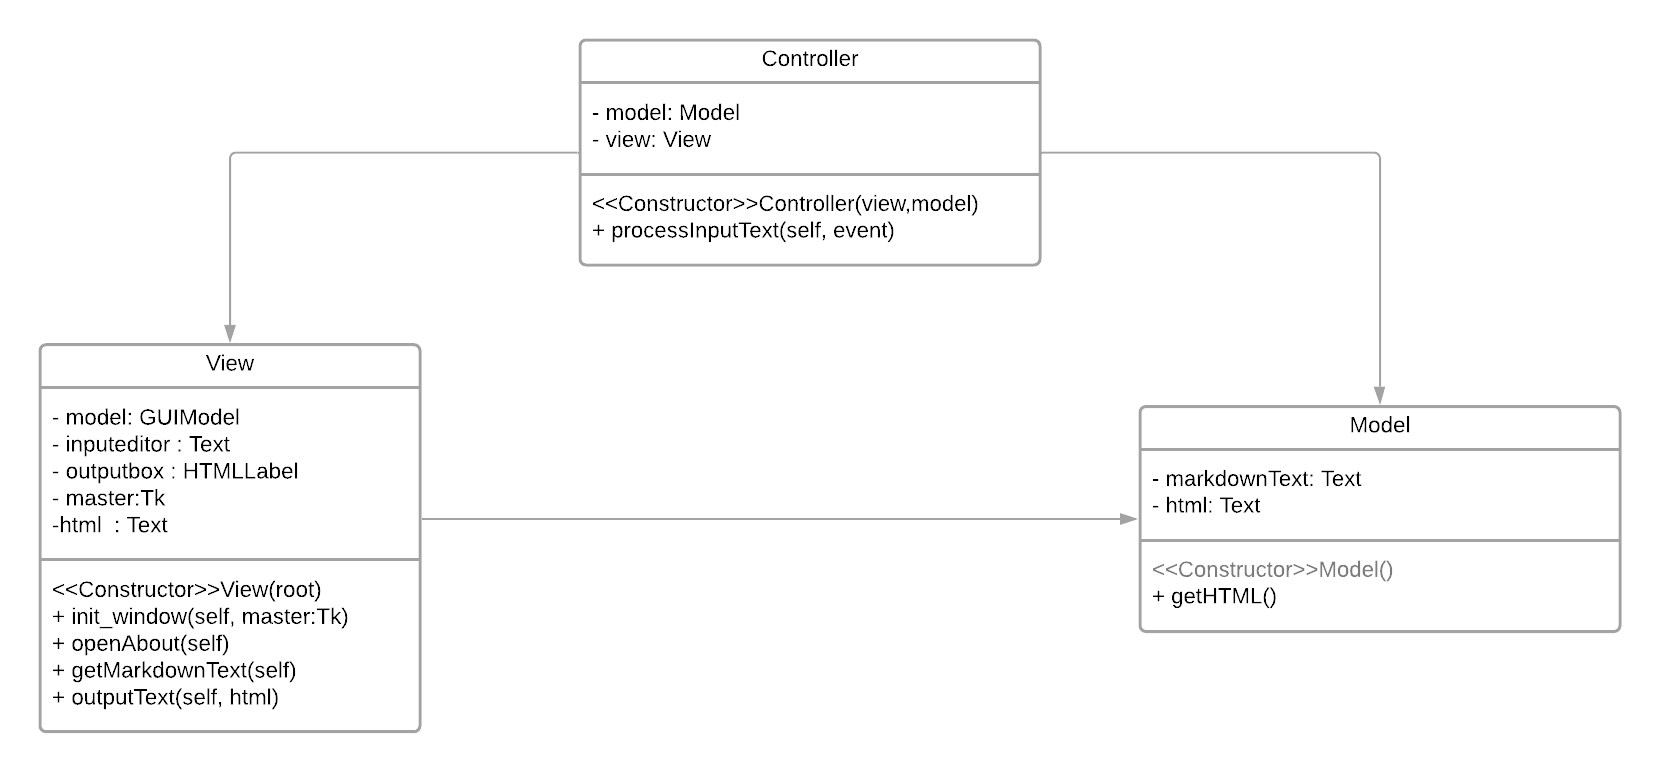 Controller
- model: Model
- view: View
<<Constructor>>Controller(view,model)
+ processInputText(self, event)
View
- model: GUIModel
- inputeditor : Text
- outputbox : HTMLLabel
- master:Tk
-html  : Text
<<Constructor>>View(root)
+ init_window(self, master:Tk)
+ openAbout(self)
+ getMarkdownText(self)
+ outputText(self, html)
Model
- markdownText: Text
- html: Text
<<Constructor>>Model()
+ getHTML()